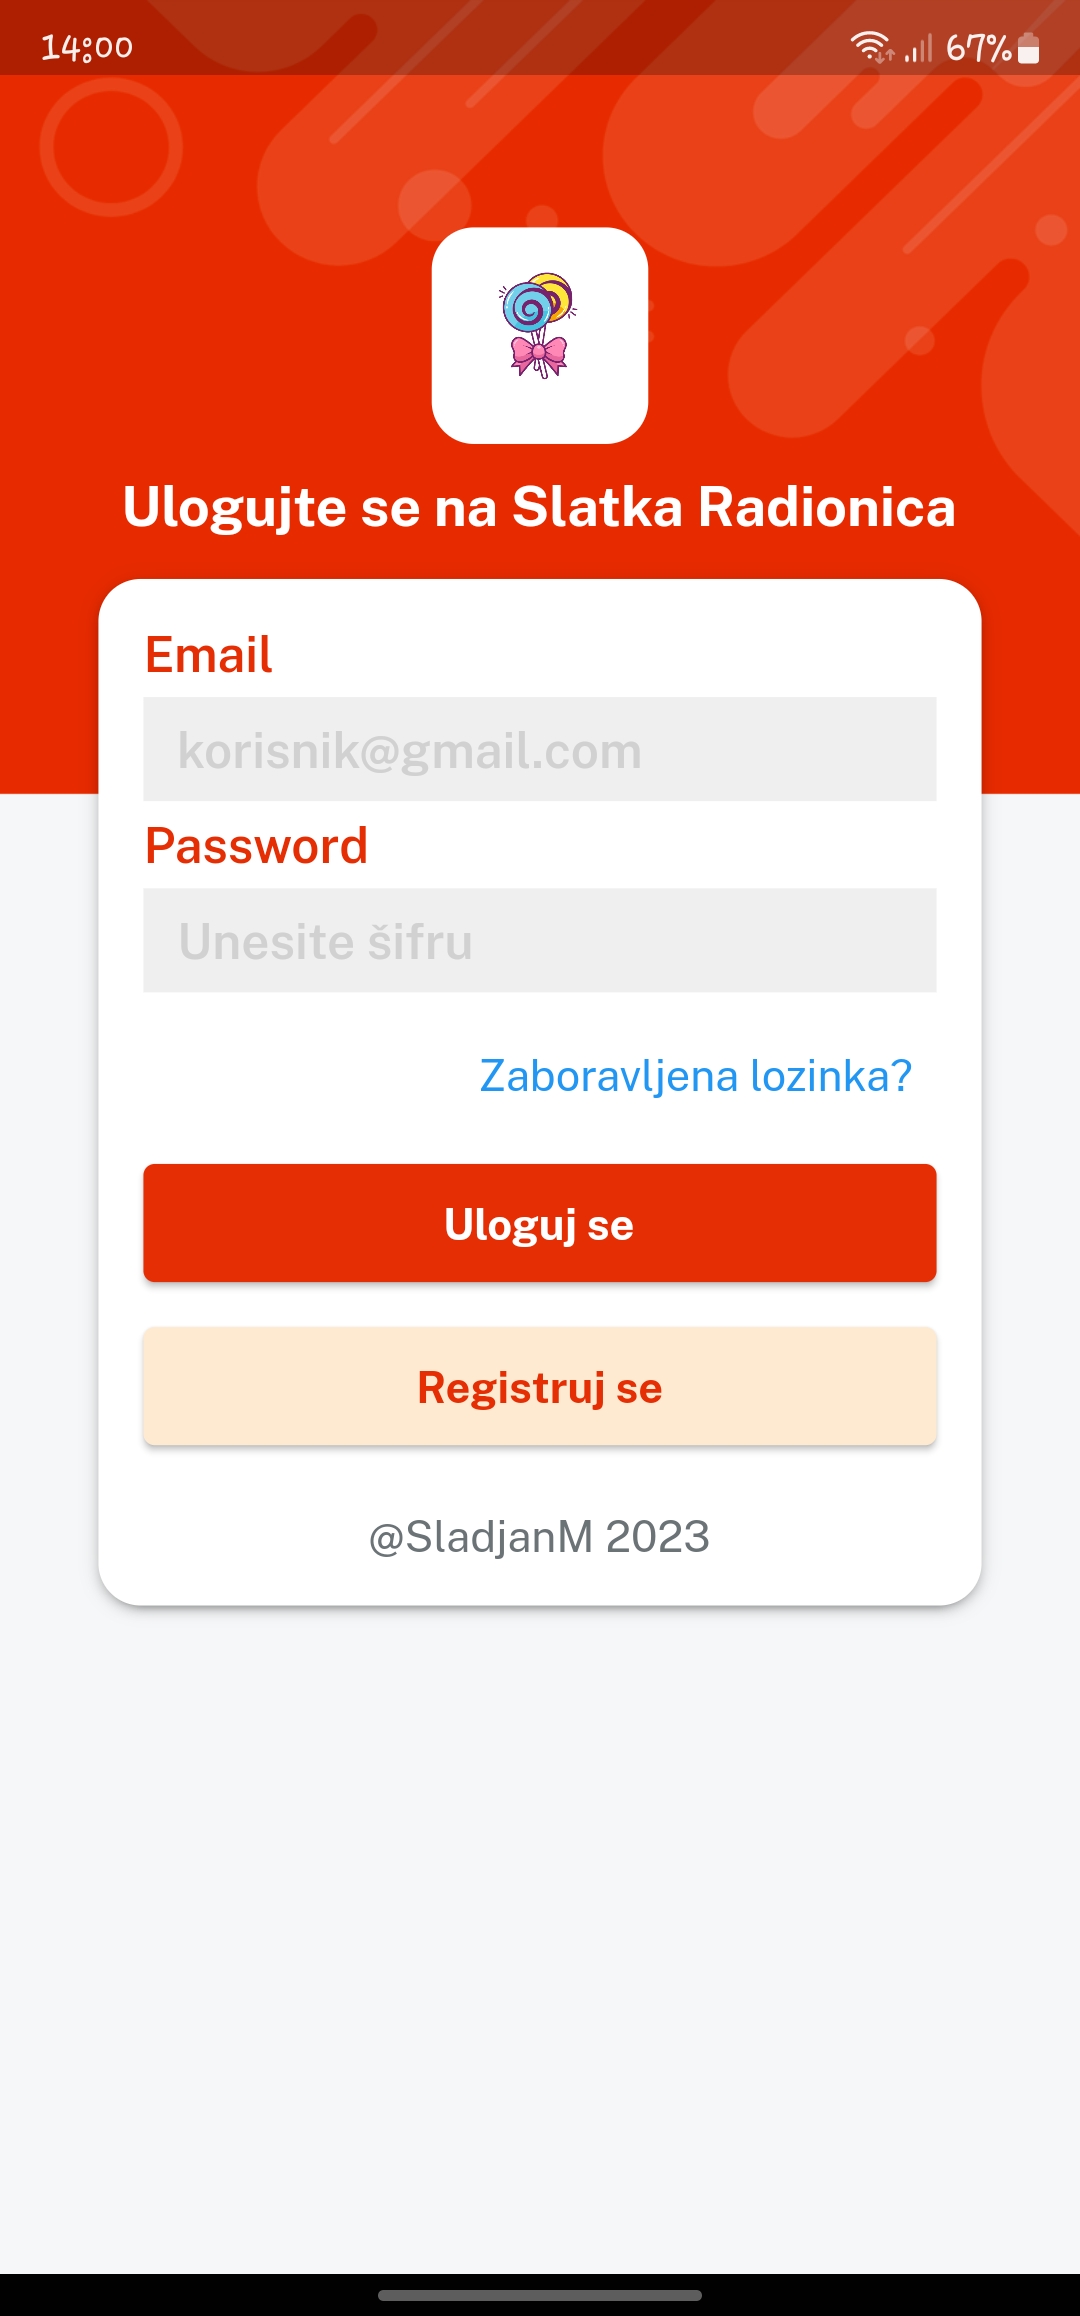 14:00
67%
Ulogujte se na Slatka Radionica
Email
korisnik@gmail.com
Password
Unesite šifru
Zaboravljena lozinka?
Uloguj se
Registruj se
@SladjanM 2023